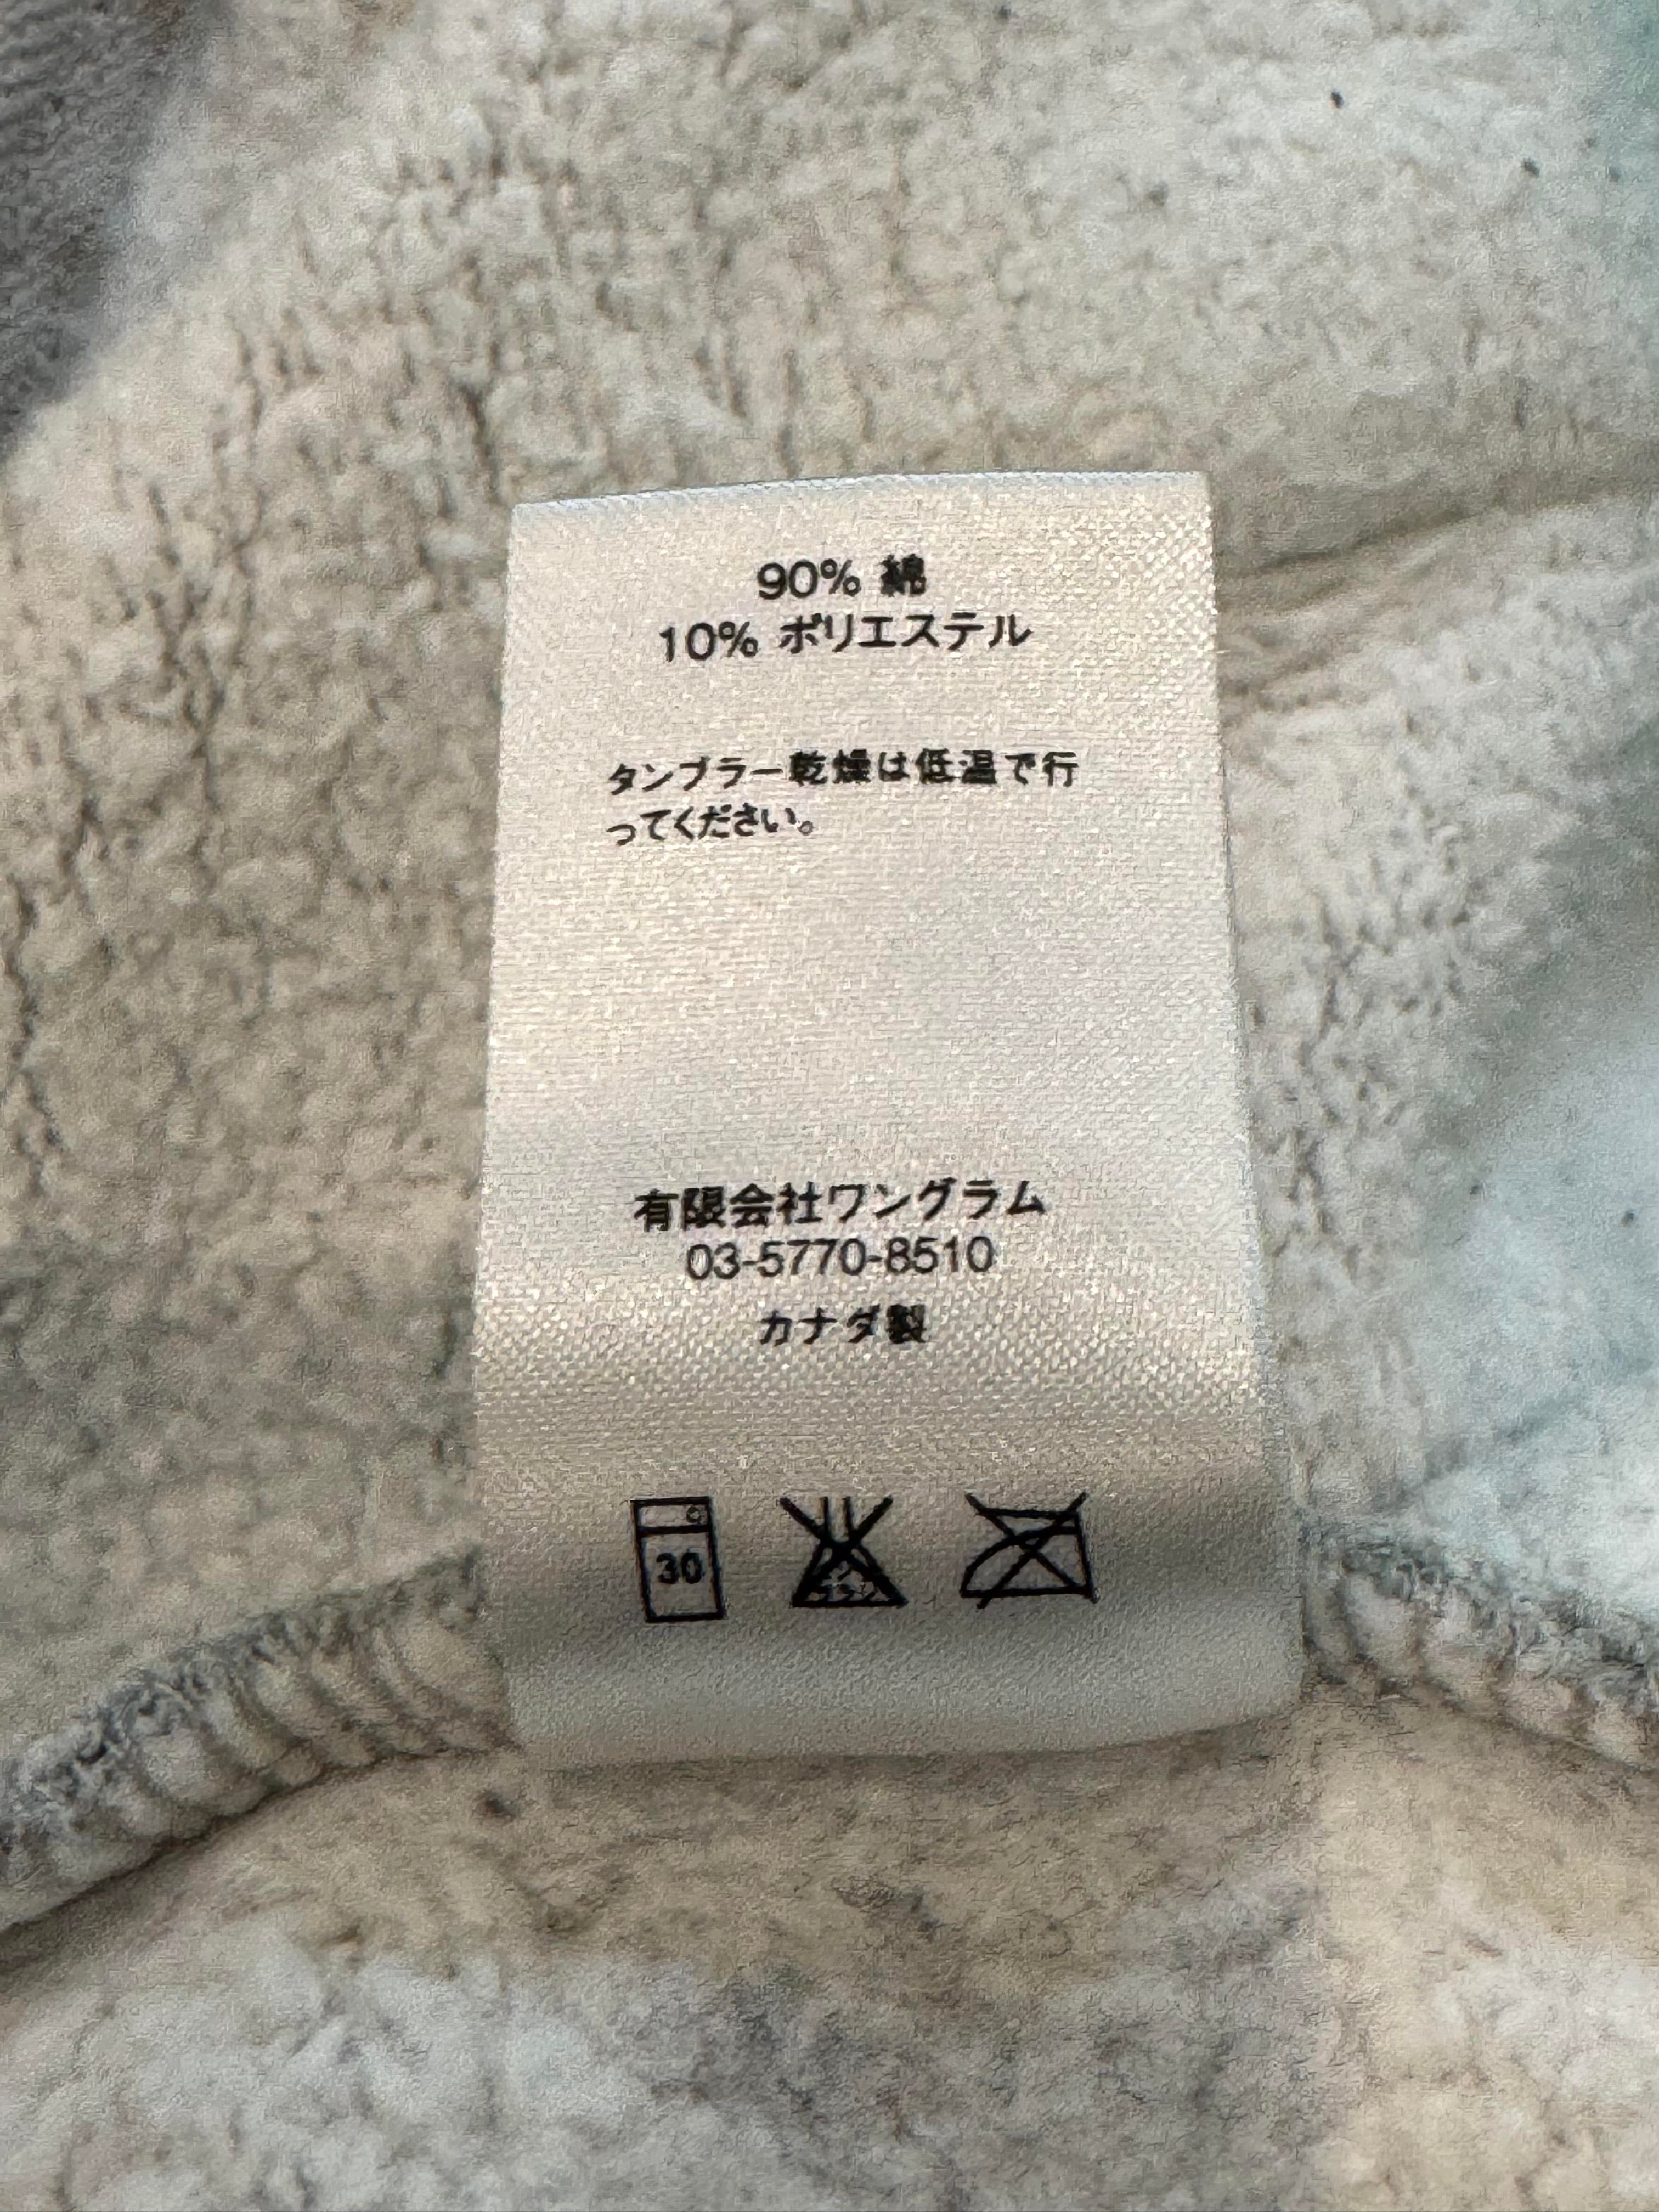 90% 綿
10% ポリエステル
タンブラー乾燥は低温で行
ってください。
有限会社ワングラム
03-5770-8510
カナダ製
30